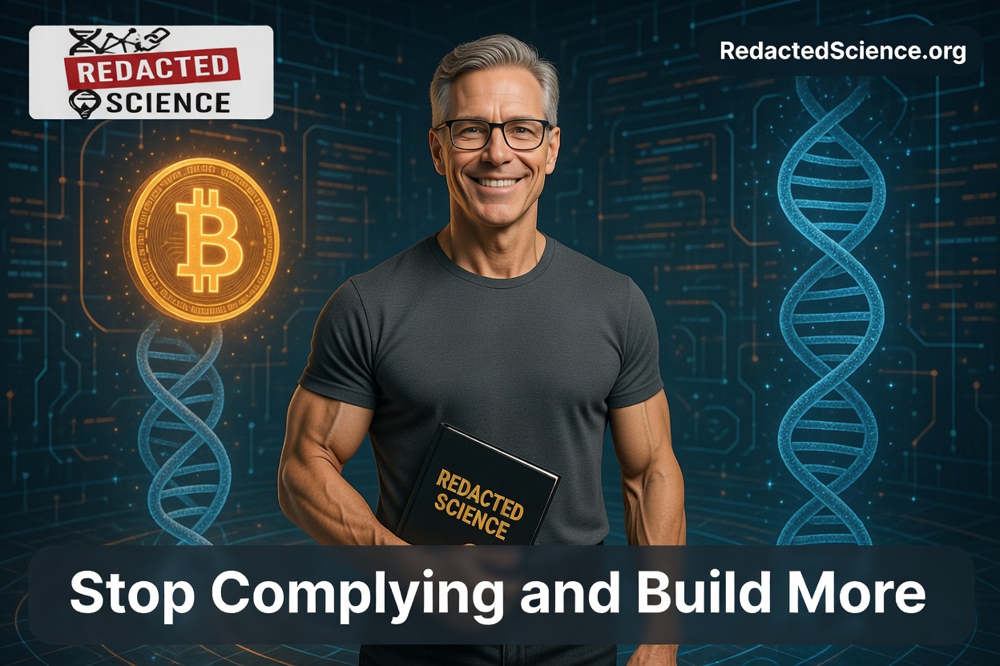 REDACTED
SCIENCE
RedactedScience.org
REDACTED
SCIENCE
Stop Complying and Build More